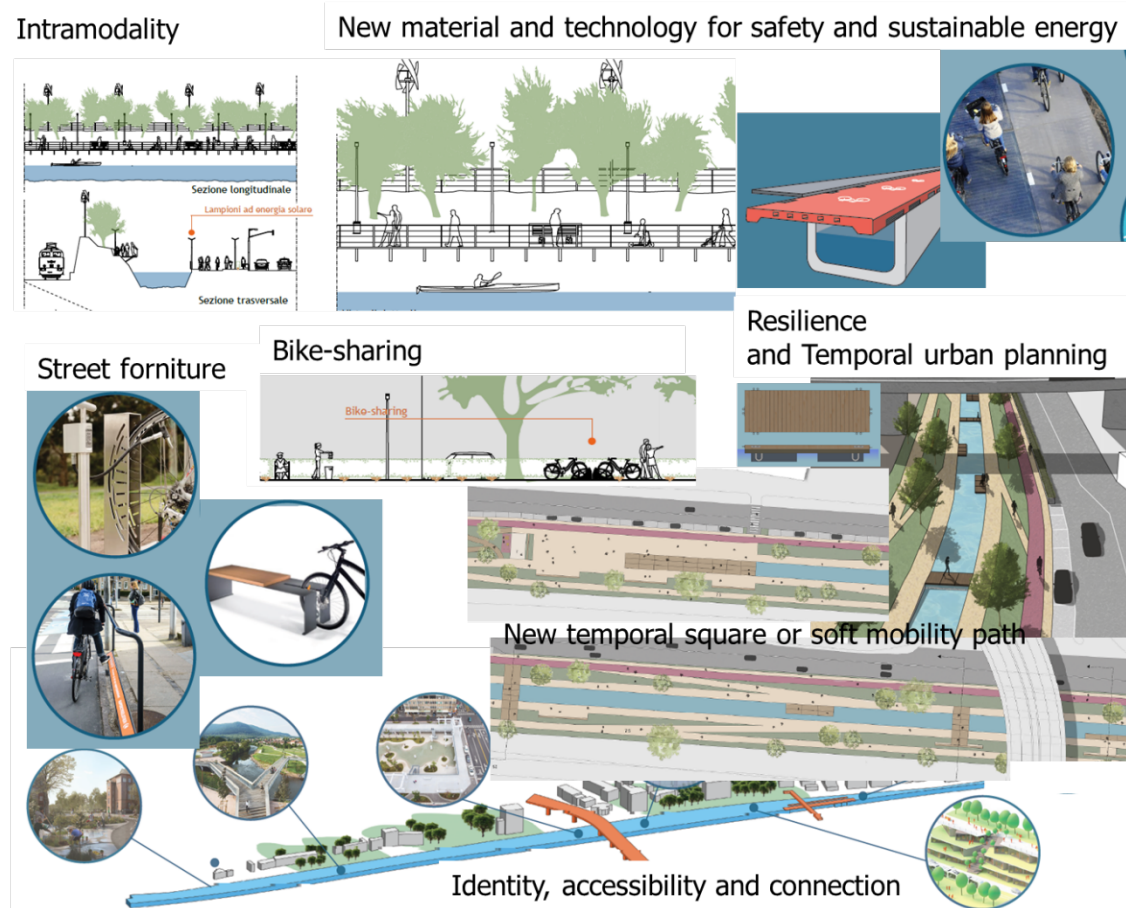 Intramodality
New material and technology for safety and sustainable energy
Sezione longitudinale
Lampioni ad energia solare
Sezione trasversale
Street forniture
Bike-sharing
Bike-sharing
Resilience
and Temporal urban planning
New temporal square or soft mobility path
Identity, accessibility and connection